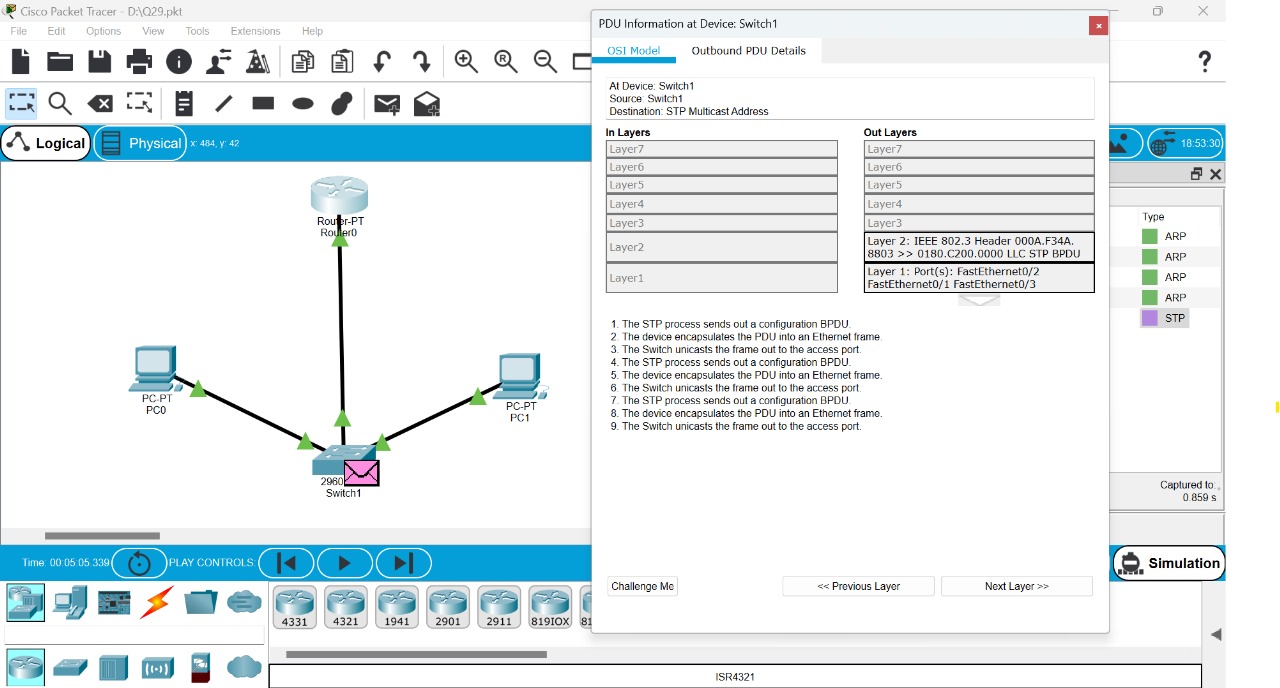 Cisco Packet Tracer - D:\Q29.pkt
File Edit Options View Tools Extensions Help
?
Logical
Physical
x: 484, y: 42
18:53:30
Router-PT
Router0
PC-PT
PC0
PC-PT
PC1
2960
Switch1
PDU Information at Device: Switch1
OSI Model
Outbound PDU Details
At Device: Switch1
Source: Switch1
Destination: STP Multicast Address
In Layers
Layer7
Layer6
Layer5
Layer4
Layer3
Layer2
Layer1
Out Layers
Layer7
Layer6
Layer5
Layer4
Layer3
Layer 2: IEEE 802.3 Header 000A.F34A.
8803 >> 0180.C200.0000 LLC STP BPDU
Layer 1: Port(s): FastEthernet0/2
FastEthernet0/1 FastEthernet0/3
1. The STP process sends out a configuration BPDU.
2. The device encapsulates the PDU into an Ethernet frame.
3. The Switch unicasts the frame out to the access port.
4. The STP process sends out a configuration BPDU.
5. The device encapsulates the PDU into an Ethernet frame.
6. The Switch unicasts the frame out to the access port.
7. The STP process sends out a configuration BPDU.
8. The device encapsulates the PDU into an Ethernet frame.
9. The Switch unicasts the frame out to the access port.
Challenge Me
<< Previous Layer
Next Layer >>
Type
ARP
ARP
ARP
ARP
STP
Captured to:
0.859 s
Time: 00:05:05.339
PLAY CONTROLS:
Simulation
4331
4321
1941
2901
2911
819IOX
81
ISR4321